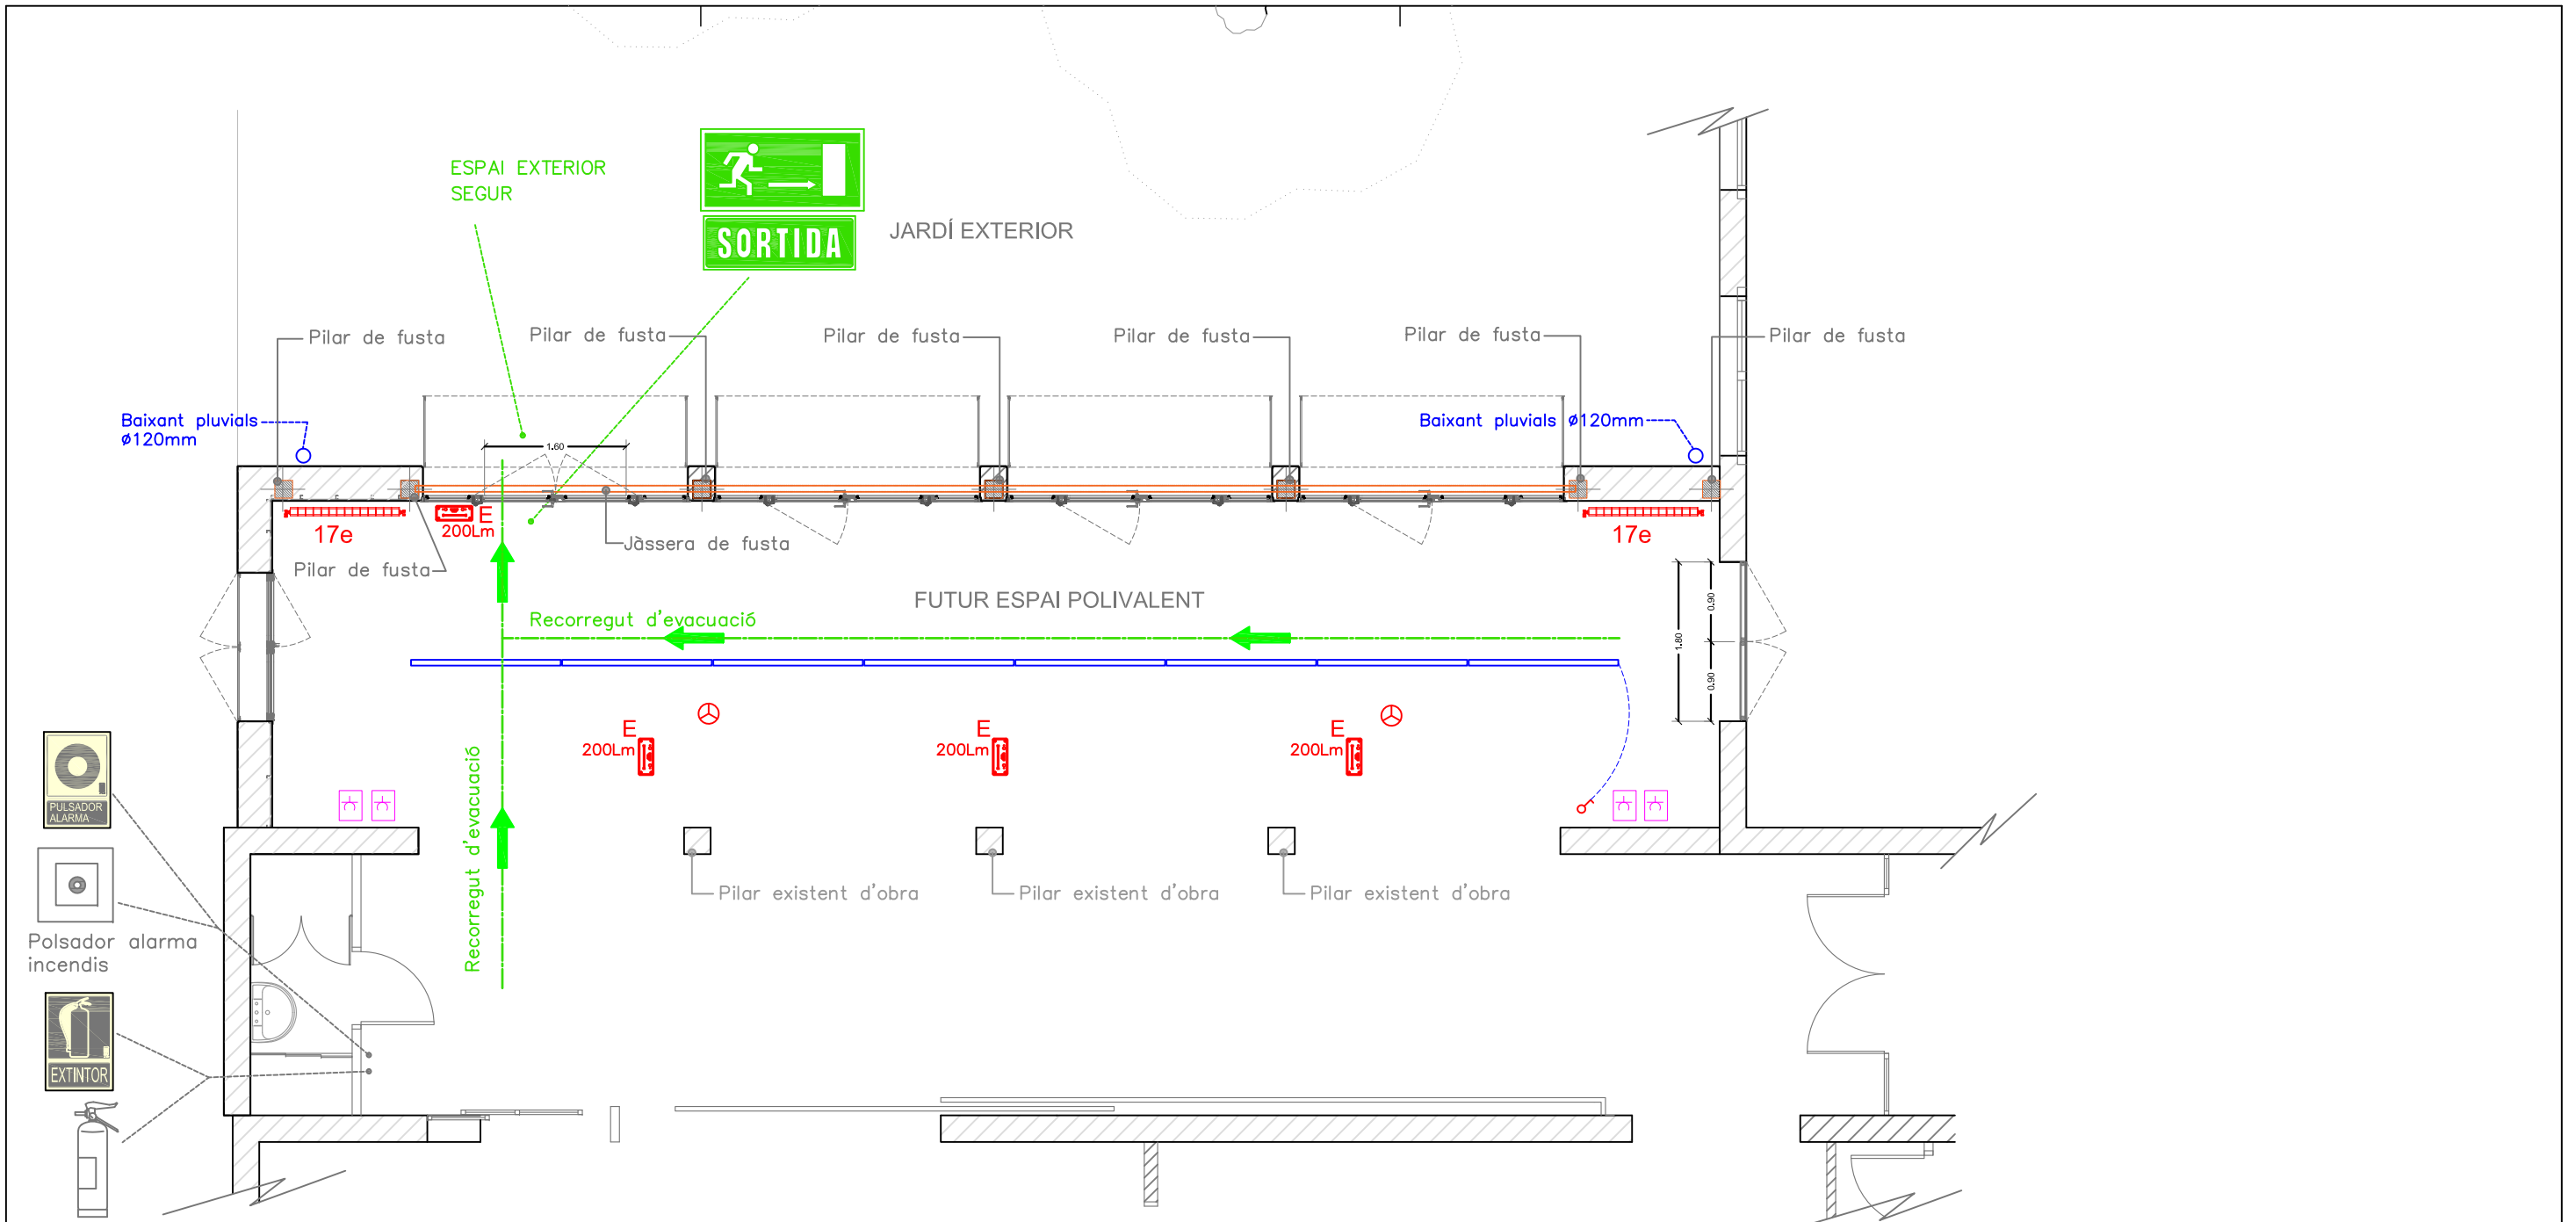 ESPAI EXTERIOR
SEGUR
SORTIDA
JARDÍ EXTERIOR
Pilar de fusta
Pilar de fusta
Pilar de fusta
Pilar de fusta
Pilar de fusta
Pilar de fusta
Baixant pluvials
ø120mm
Baixant pluvials ø120mm
1.60
17e
E
200Lm
Jàssera de fusta
17e
Pilar de fusta
FUTUR ESPAI POLIVALENT
Recorregut d'evacuació
0.90
1.80
0.90
E
200Lm
E
200Lm
E
200Lm
Recorregut d'evacuació
PULSADOR
ALARMA
Pilar existent d'obra
Pilar existent d'obra
Pilar existent d'obra
Polsador alarma
incendis
EXTINTOR